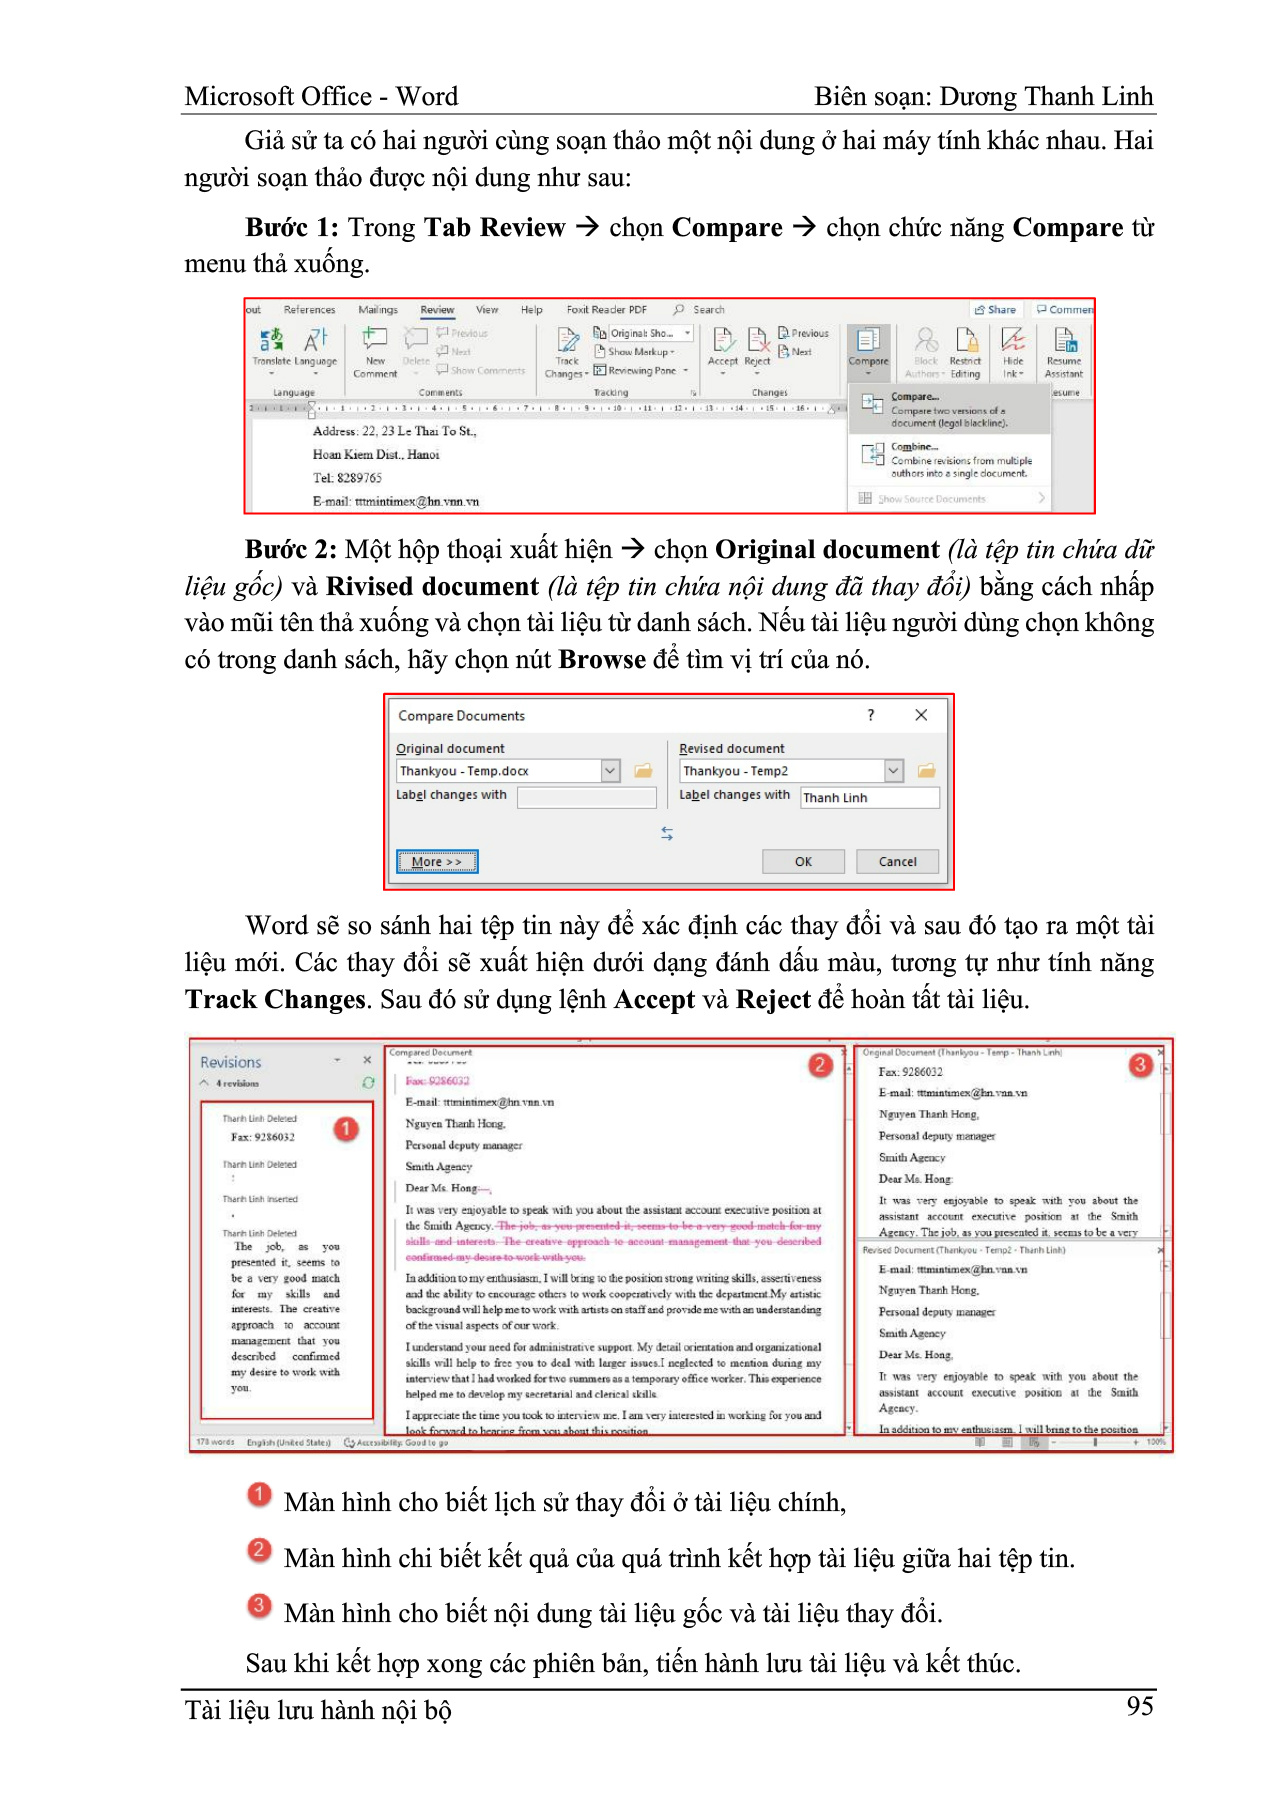 Microsoft Office - Word Biên soạn: Dương Thanh Linh
Giả sử ta có hai người cùng soạn thảo một nội dung ở hai máy tính khác nhau. Hai
người soạn thảo được nội dung như sau:
Bước 1: Trong Tab Review → chọn Compare → chọn chức năng Compare từ
menu thả xuống.
out References Mailings Review View Help Foxit Reader PDF Search Share Commen
Translate Language New Comment Delete Previous Next Show Comments Track Changes Original: Sho... Show Markup Reviewing Pane Accept Reject Previous Next Compare Block Authors Restrict Editing Hide Ink Resume Assistant
Language Comments Tracking Changes esume
2 1 1 2 3 4 5 6 7 8 9 10 11 12 13 14 15 16
Compare...
Compare two versions of a
document (legal blackline).
Combine...
Combine revisions from multiple
authors into a single document.
Show Source Documents
Address: 22, 23 Le Thai To St.,
Hoan Kiem Dist., Hanoi
Tel: 8289765
E-mail: tttmintimex@hn.vnn.vn
Bước 2: Một hộp thoại xuất hiện → chọn Original document (là tệp tin chứa dữ
liệu gốc) và Rivised document (là tệp tin chứa nội dung đã thay đổi) bằng cách nhấp
vào mũi tên thả xuống và chọn tài liệu từ danh sách. Nếu tài liệu người dùng chọn không
có trong danh sách, hãy chọn nút Browse để tìm vị trí của nó.
Compare Documents ?
Original document Revised document
Thankyou - Temp.docx Thankyou - Temp2
Label changes with Label changes with Thanh Linh
More >> OK Cancel
Word sẽ so sánh hai tệp tin này để xác định các thay đổi và sau đó tạo ra một tài
liệu mới. Các thay đổi sẽ xuất hiện dưới dạng đánh dấu màu, tương tự như tính năng
Track Changes. Sau đó sử dụng lệnh Accept và Reject để hoàn tất tài liệu.
Revisions
4 revisions
1
Thanh Linh Deleted
Fax: 9286032
Thanh Linh Deleted
:
Thanh Linh Inserted
,
Thanh Linh Deleted
The job, as you
presented it, seems to
be a very good match
for my skills and
interests. The creative
approach to account
management that you
described confirmed
my desire to work with
you.
Compared Document
2
Fax: 9286032
E-mail: tttmintimex@hn.vnn.vn
Nguyen Thanh Hong,
Personal deputy manager
Smith Agency
Dear Ms. Hong:,
It was very enjoyable to speak with you about the assistant account executive position at
the Smith Agency. The job, as you presented it, seems to be a very good match for my
skills and interests. The creative approach to account management that you described
confirmed my desire to work with you.
In addition to my enthusiasm, I will bring to the position strong writing skills, assertiveness
and the ability to encourage others to work cooperatively with the department.My artistic
background will help me to work with artists on staff and provide me with an understanding
of the visual aspects of our work.
I understand your need for administrative support. My detail orientation and organizational
skills will help to free you to deal with larger issues.I neglected to mention during my
interview that I had worked for two summers as a temporary office worker. This experience
helped me to develop my secretarial and clerical skills.
I appreciate the time you took to interview me. I am very interested in working for you and
look forward to hearing from you about this position.
Original Document (Thankyou - Temp - Thanh Linh)
3
Fax: 9286032
E-mail: tttmintimex@hn.vnn.vn
Nguyen Thanh Hong,
Personal deputy manager
Smith Agency
Dear Ms. Hong:
It was very enjoyable to speak with you about the
assistant account executive position at the Smith
Agency. The job, as you presented it, seems to be a very
Revised Document (Thankyou - Temp2 - Thanh Linh)
E-mail: tttmintimex@hn.vnn.vn
Nguyen Thanh Hong,
Personal deputy manager
Smith Agency
Dear Ms. Hong,
It was very enjoyable to speak with you about the
assistant account executive position at the Smith
Agency.
In addition to my enthusiasm, I will bring to the position
178 words English (United States) Accessibility: Good to go 100%
1 Màn hình cho biết lịch sử thay đổi ở tài liệu chính,
2 Màn hình chi biết kết quả của quá trình kết hợp tài liệu giữa hai tệp tin.
3 Màn hình cho biết nội dung tài liệu gốc và tài liệu thay đổi.
Sau khi kết hợp xong các phiên bản, tiến hành lưu tài liệu và kết thúc.
Tài liệu lưu hành nội bộ 95